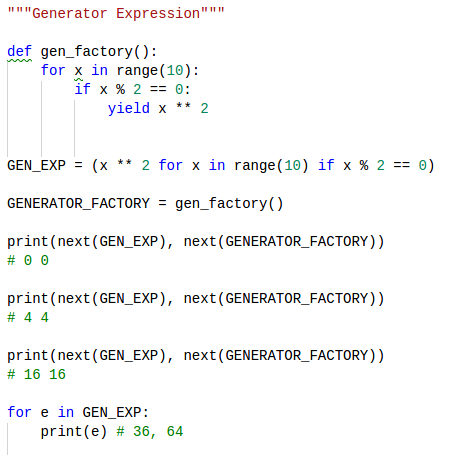 """Generator Expression"""
def gen_factory():
    for x in range(10):
        if x % 2 == 0:
            yield x ** 2
GEN_EXP = (x ** 2 for x in range(10) if x % 2 == 0)
GENERATOR_FACTORY = gen_factory()
print(next(GEN_EXP), next(GENERATOR_FACTORY))
# 0 0
print(next(GEN_EXP), next(GENERATOR_FACTORY))
# 4 4
print(next(GEN_EXP), next(GENERATOR_FACTORY))
# 16 16
for e in GEN_EXP:
    print(e) # 36, 64